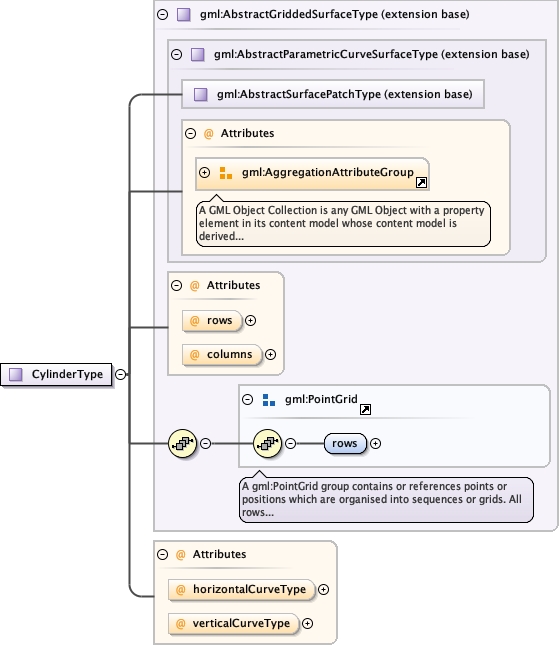 gml:AbstractGriddedSurfaceType (extension base)
gml:AbstractParametricCurveSurfaceType (extension base)
gml:AbstractSurfacePatchType (extension base)
@ Attributes
gml:AggregationAttributeGroup
A GML Object Collection is any GML Object with a property
element in its content model whose content model is
derived...
@ Attributes
@ rows
@ columns
CylinderType
gml:PointGrid
rows
A gml:PointGrid group contains or references points or
positions which are organised into sequences or grids. All
rows...
@ Attributes
@ horizontalCurveType
@ verticalCurveType